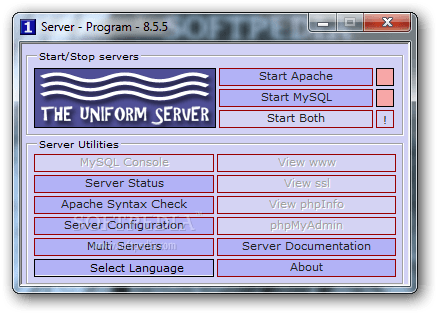 1 Server - Program - 8.5.5
Start/Stop servers
THE UNIFORM SERVER
Start Apache
Start MySQL
Start Both !
Server Utilities
MySQL Console View www
Server Status View ssl
Apache Syntax Check View phpInfo
SOFTPEDIA
Server Configuration phpMyAdmin
Multi Servers Server Documentation
Select Language About